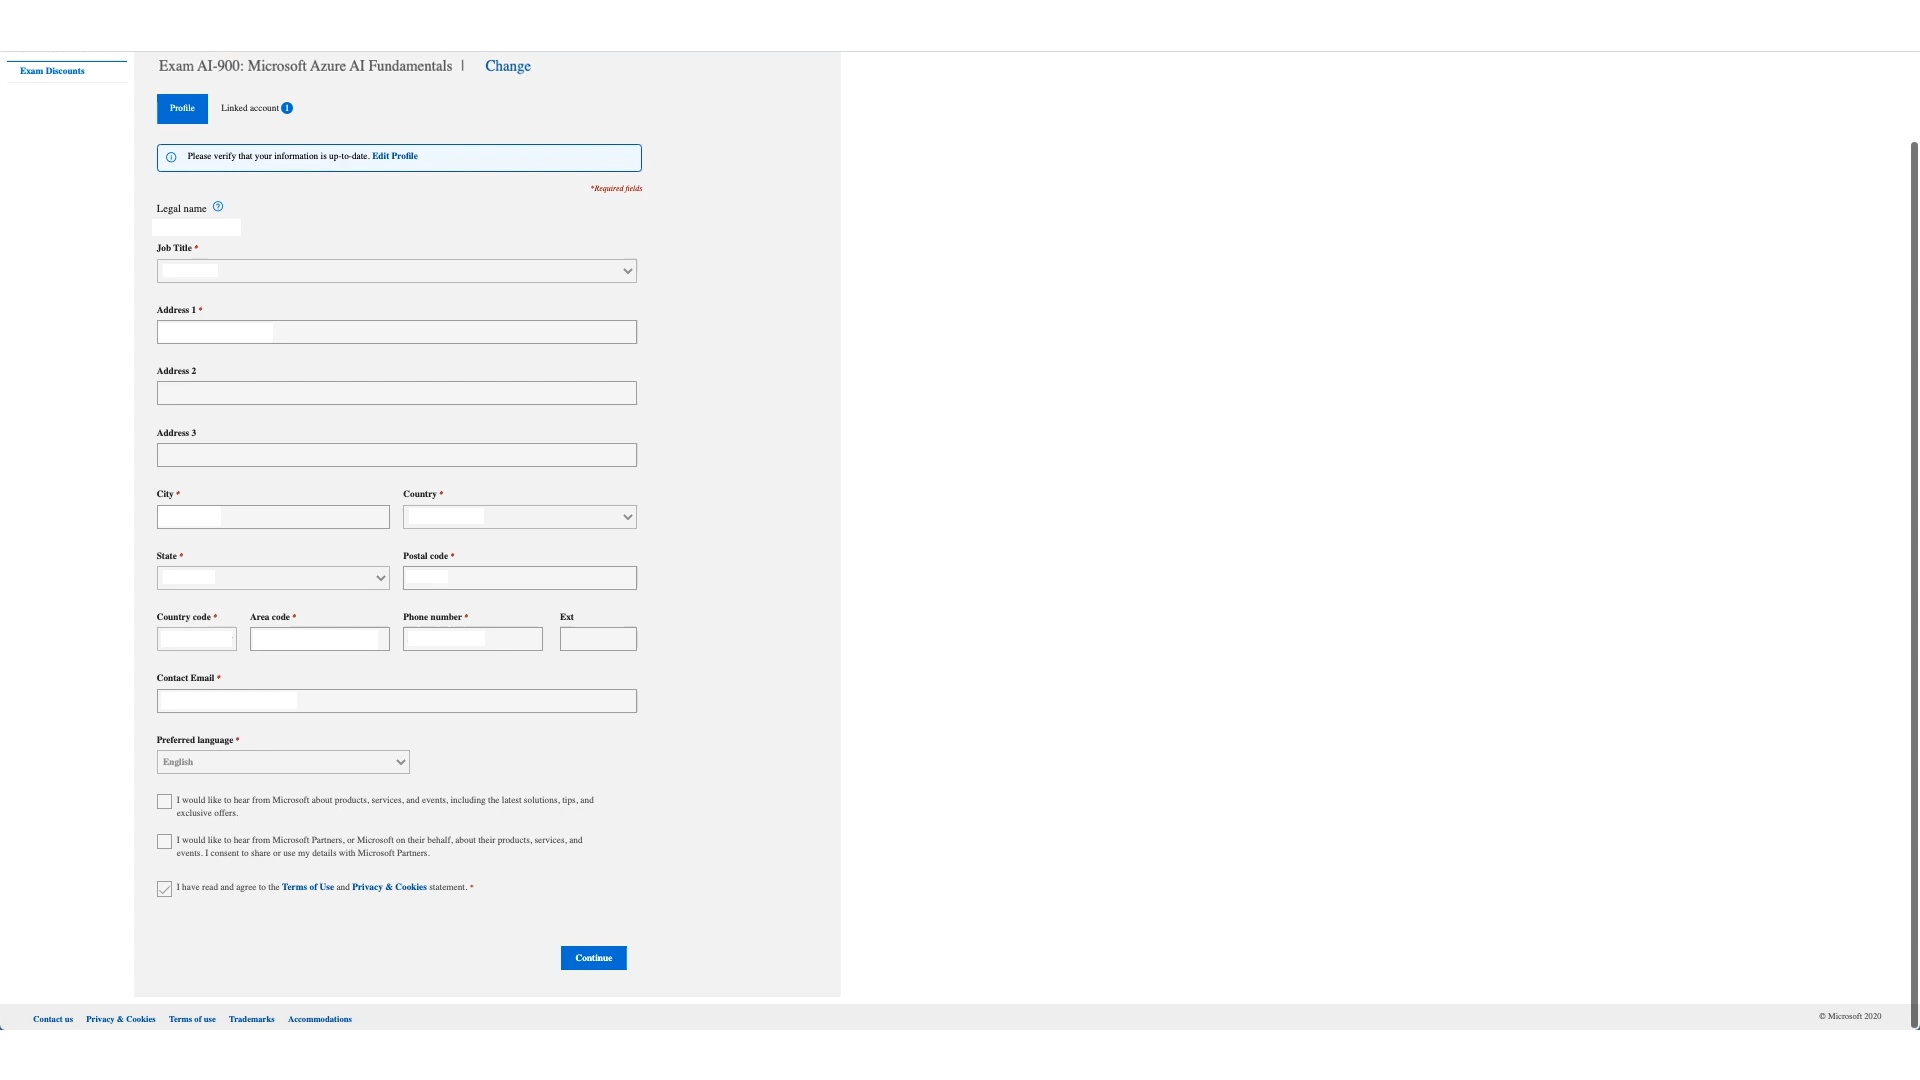 Exam Discounts
Exam AI-900: Microsoft Azure AI Fundamentals | Change
Profile
Linked account
Please verify that your information is up-to-date. Edit Profile
*Required fields
Legal name
Job Title *
Address 1 *
Address 2
Address 3
City *
Country *
State *
Postal code *
Country code *
Area code *
Phone number *
Ext
Contact Email *
Preferred language *
English
I would like to hear from Microsoft about products, services, and events, including the latest solutions, tips, and
exclusive offers.
I would like to hear from Microsoft Partners, or Microsoft on their behalf, about their products, services, and
events. I consent to share or use my details with Microsoft Partners.
I have read and agree to the Terms of Use and Privacy & Cookies statement. *
Continue
Contact us
Privacy & Cookies
Terms of use
Trademarks
Accommodations
© Microsoft 2020